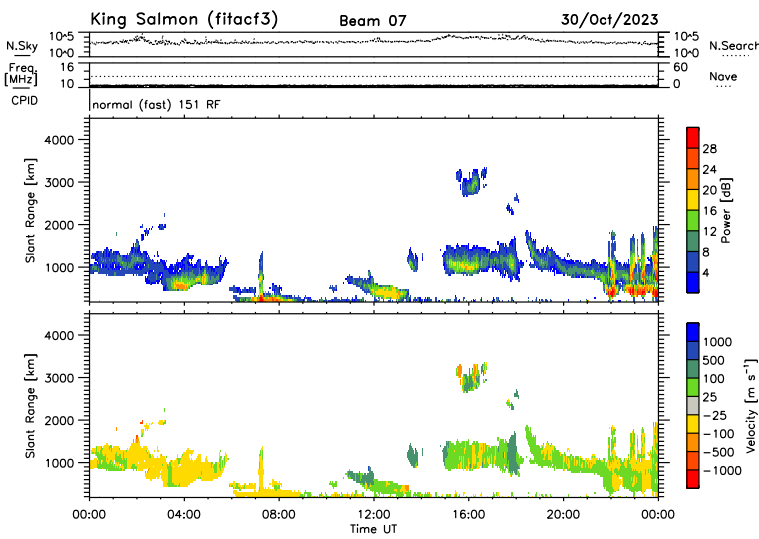 King Salmon (fitacf3) Beam 07 30/Oct/2023
N.Sky 10^5 10^0 10^5 10^0 N.Search
Freq. [MHz] 16 10 60 0 Nave
CPID normal (fast) 151 RF
Slant Range [km] 4000 3000 2000 1000
Power [dB] 28 24 20 16 12 8 4
Slant Range [km] 4000 3000 2000 1000
Velocity [m s^-1] 1000 500 100 25 -25 -100 -500 -1000
00:00 04:00 08:00 12:00 16:00 20:00 00:00
Time UT